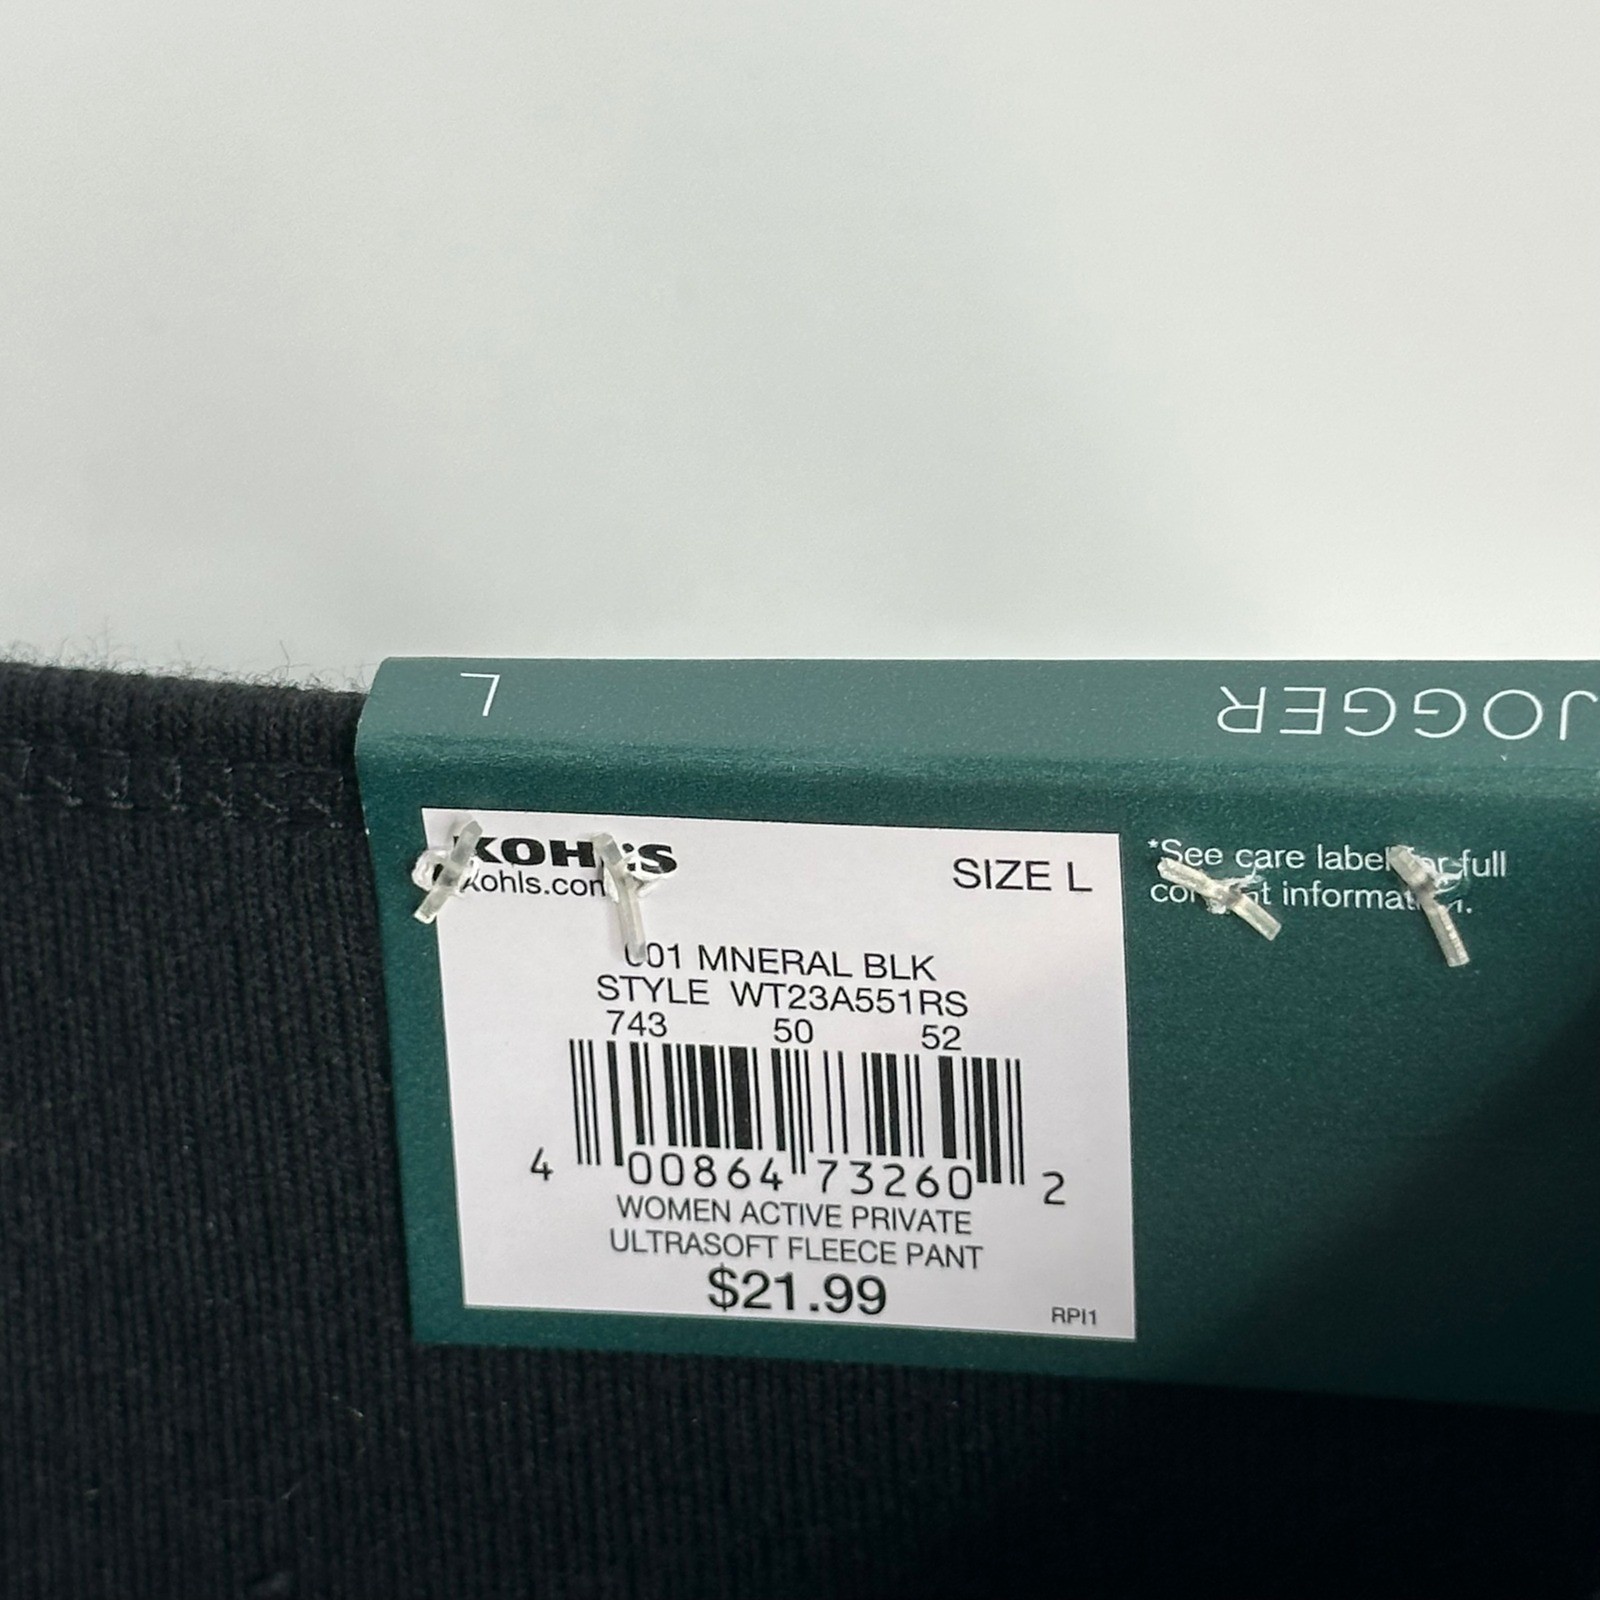 L JOGGER
KOHL'S
Kohls.com
SIZE L
*See care label for full
content information.
001 MNERAL BLK
STYLE WT23A551RS
743 50 52
4 00864 73260 2
WOMEN ACTIVE PRIVATE
ULTRASOFT FLEECE PANT
$21.99
RPI1